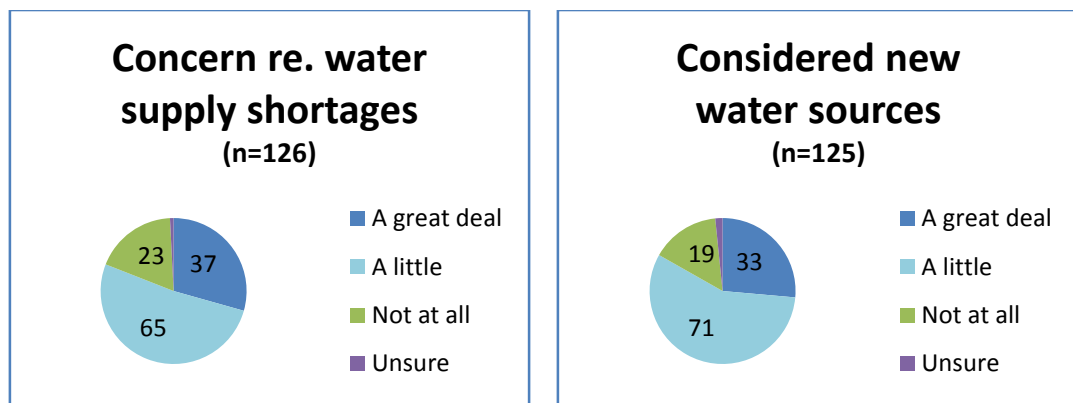 Concern re. water
supply shortages
(n=126)
23
37
65
A great deal
A little
Not at all
Unsure
Considered new
water sources
(n=125)
19
33
71
A great deal
A little
Not at all
Unsure